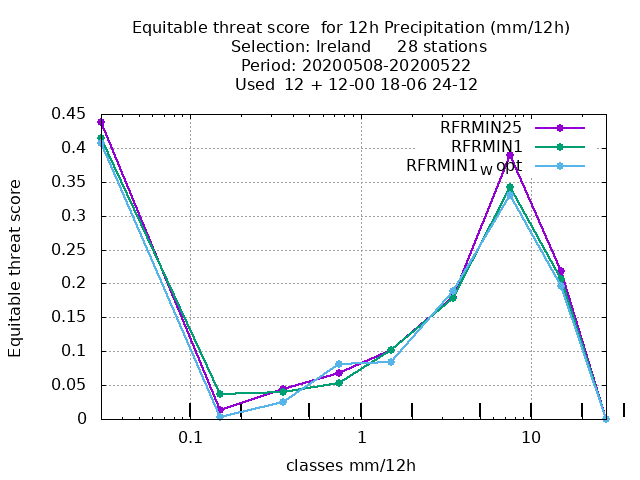 Equitable threat score  for 12h Precipitation (mm/12h)
Selection: Ireland     28 stations
Period: 20200508-20200522
Used  12 + 12-00 18-06 24-12
RFRMIN25
RFRMIN1
RFRMIN1W opt
Equitable threat score
0.45
0.4
0.35
0.3
0.25
0.2
0.15
0.1
0.05
0
0.1
1
10
classes mm/12h